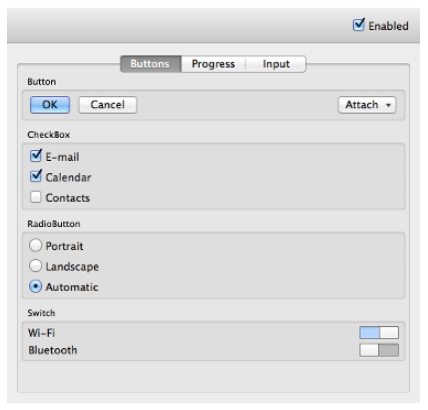 Enabled
Buttons Progress Input
Button
OK Cancel Attach
CheckBox
E-mail
Calendar
Contacts
RadioButton
Portrait
Landscape
Automatic
Switch
Wi-Fi
Bluetooth